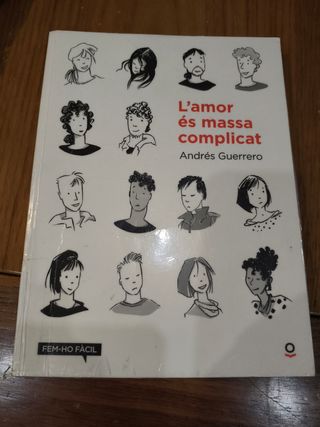 L'amor
és massa
complicat
Andrés Guerrero
FEM-HO FÀCIL